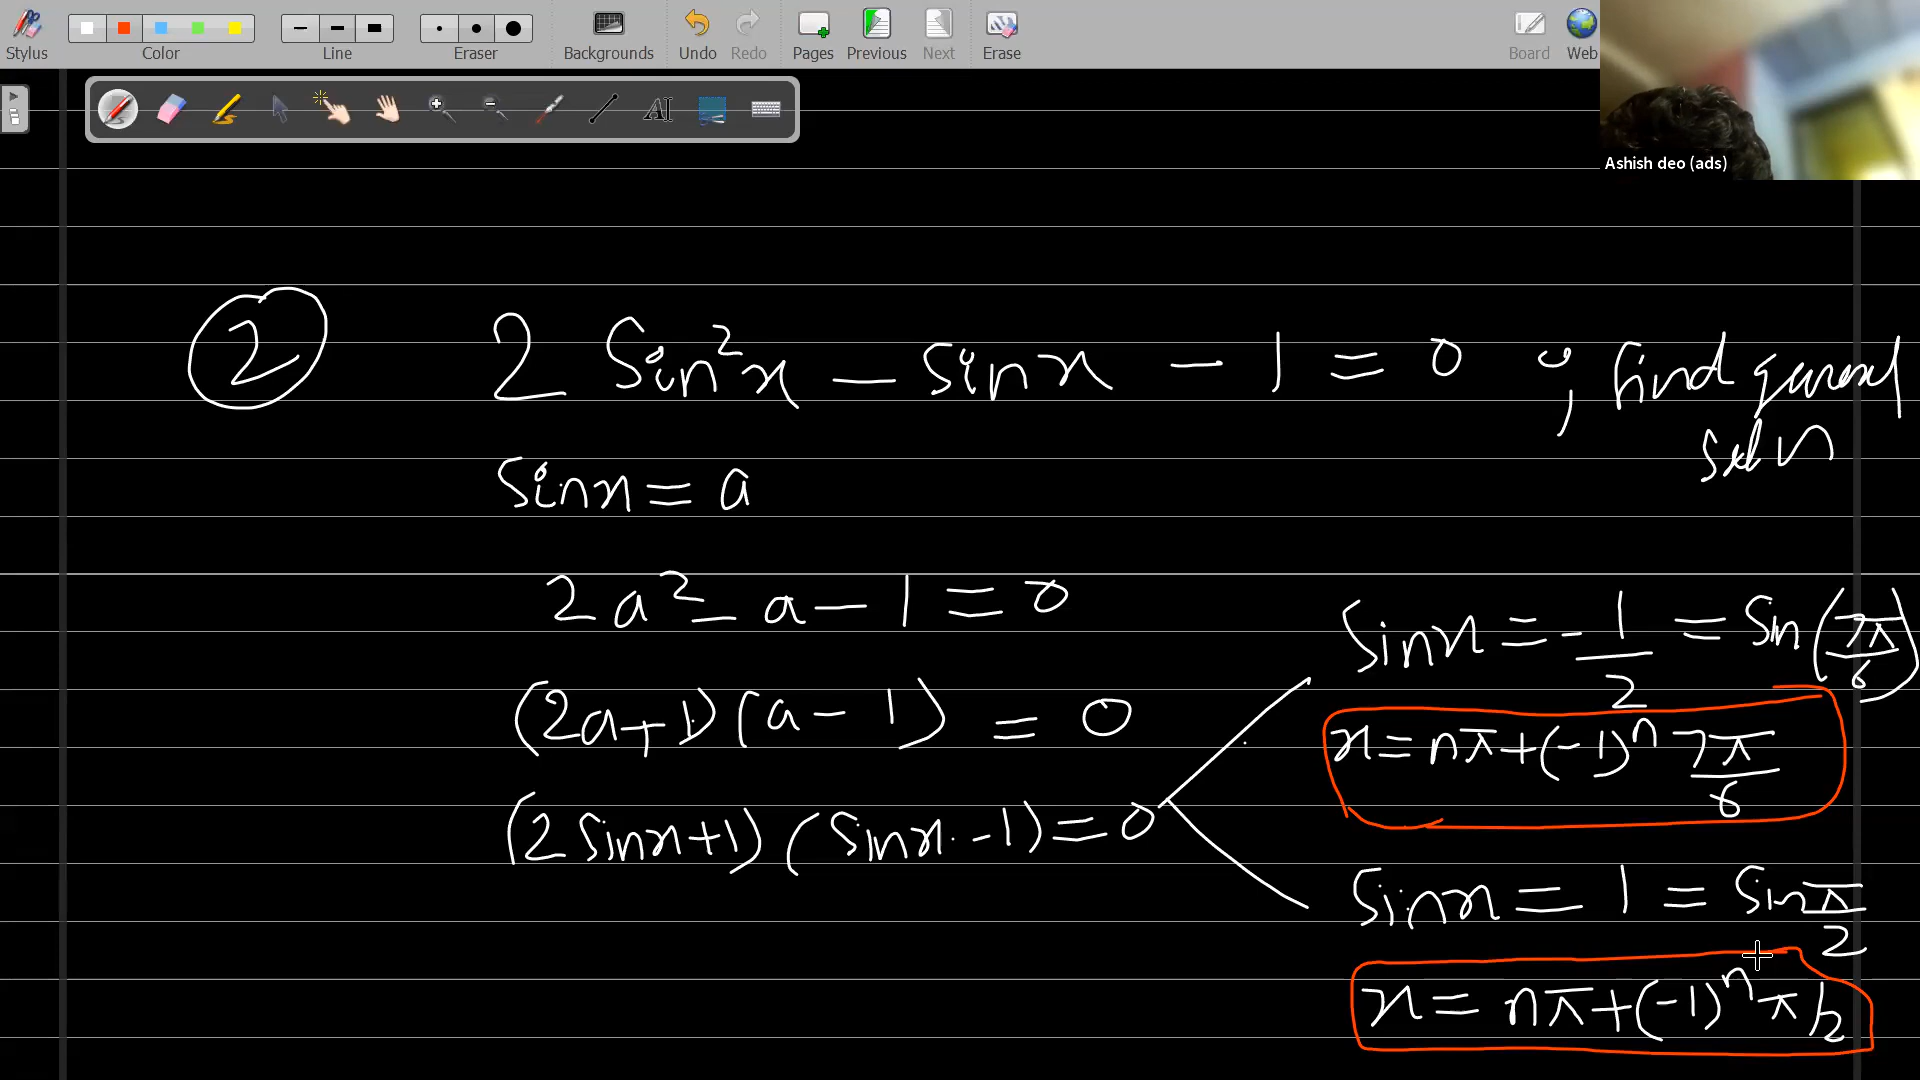 Stylus Color Line Eraser Backgrounds Undo Redo Pages Previous Next Erase Board Web
Ashish deo (ads)
② 2 Sin²x - sinx - 1 = 0 ; find general
soln
Sinx = a
2a² - a - 1 = 0
Sinx = -1/2 = Sin(7π/6)
(2a+1)(a-1) = 0
x = nπ+(-1)ⁿ 7π/6
(2sinx+1)(sinx-1)=0
Sinx = 1 = Sin π/2
x = nπ+(-1)ⁿ π/2